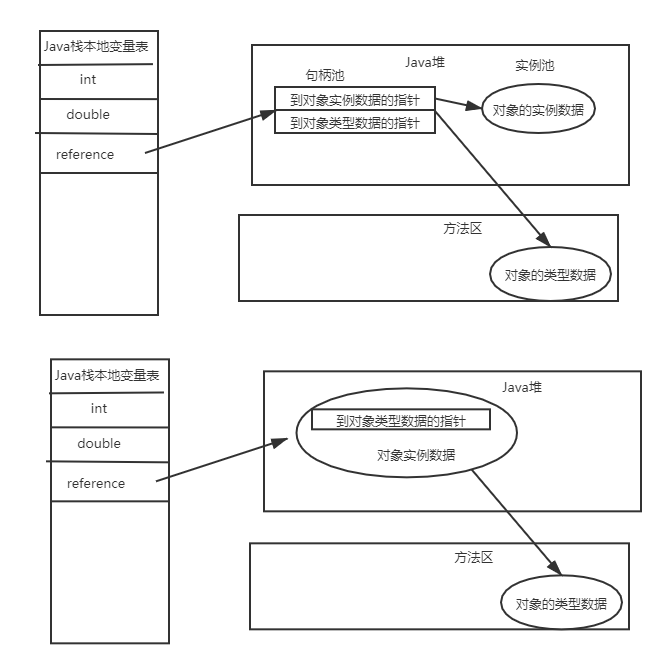 Java栈本地变量表
int
double
reference
Java堆
句柄池
实例池
到对象实例数据的指针
到对象类型数据的指针
对象的实例数据
方法区
对象的类型数据
Java栈本地变量表
int
double
reference
Java堆
到对象类型数据的指针
对象实例数据
方法区
对象的类型数据